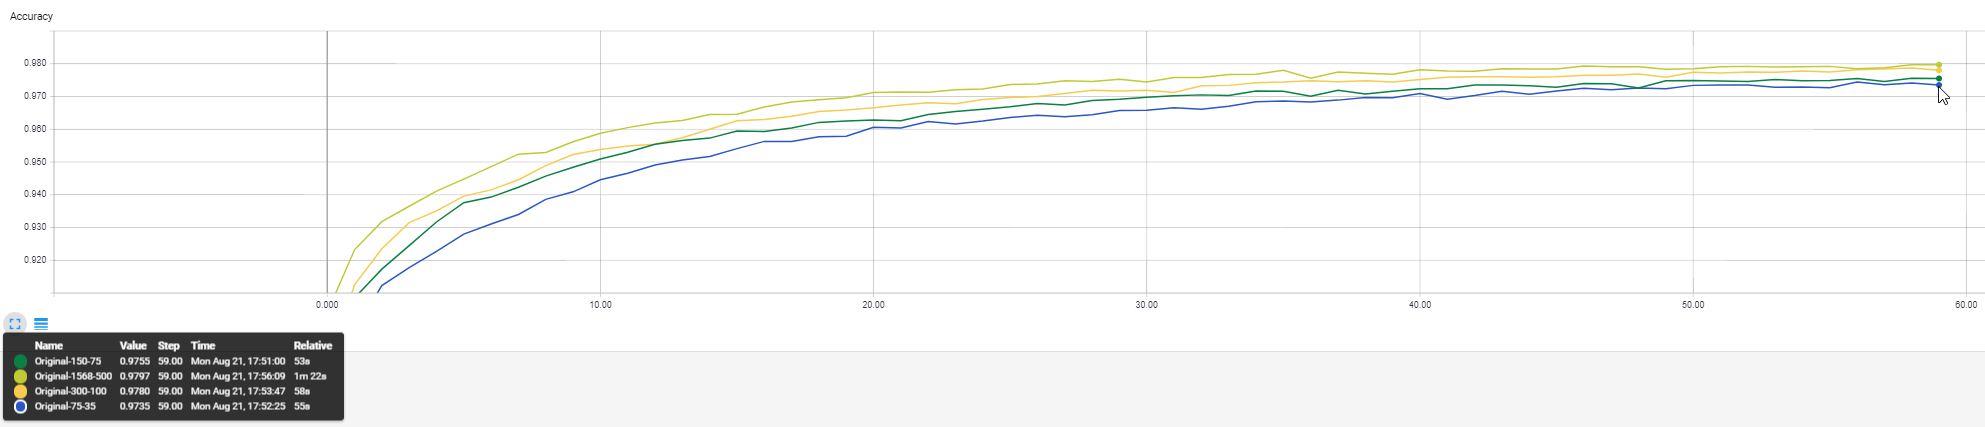 Accuracy
0.980
0.970
0.960
0.950
0.940
0.930
0.920
0.000 10.00 20.00 30.00 40.00 50.00 60.00
Name Value Step Time Relative
Original-150-75 0.9755 59.00 Mon Aug 21, 17:51:00 53s
Original-1568-500 0.9797 59.00 Mon Aug 21, 17:56:09 1m 22s
Original-300-100 0.9780 59.00 Mon Aug 21, 17:53:47 58s
Original-75-35 0.9735 59.00 Mon Aug 21, 17:52:25 55s